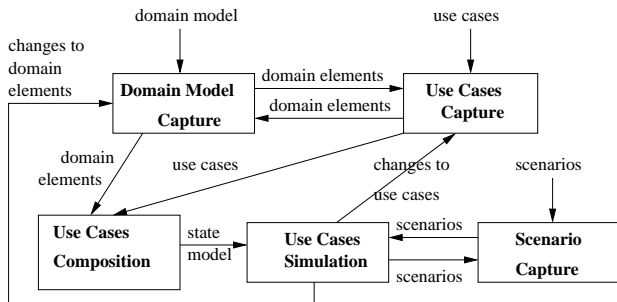 domain model
use cases
changes to
domain
elements
domain elements
Domain Model
Capture
domain elements
Use Cases
Capture
domain
elements
use cases
changes to
use cases
scenarios
Use Cases
Composition
state
model
Use Cases
Simulation
scenarios
scenarios
Scenario
Capture